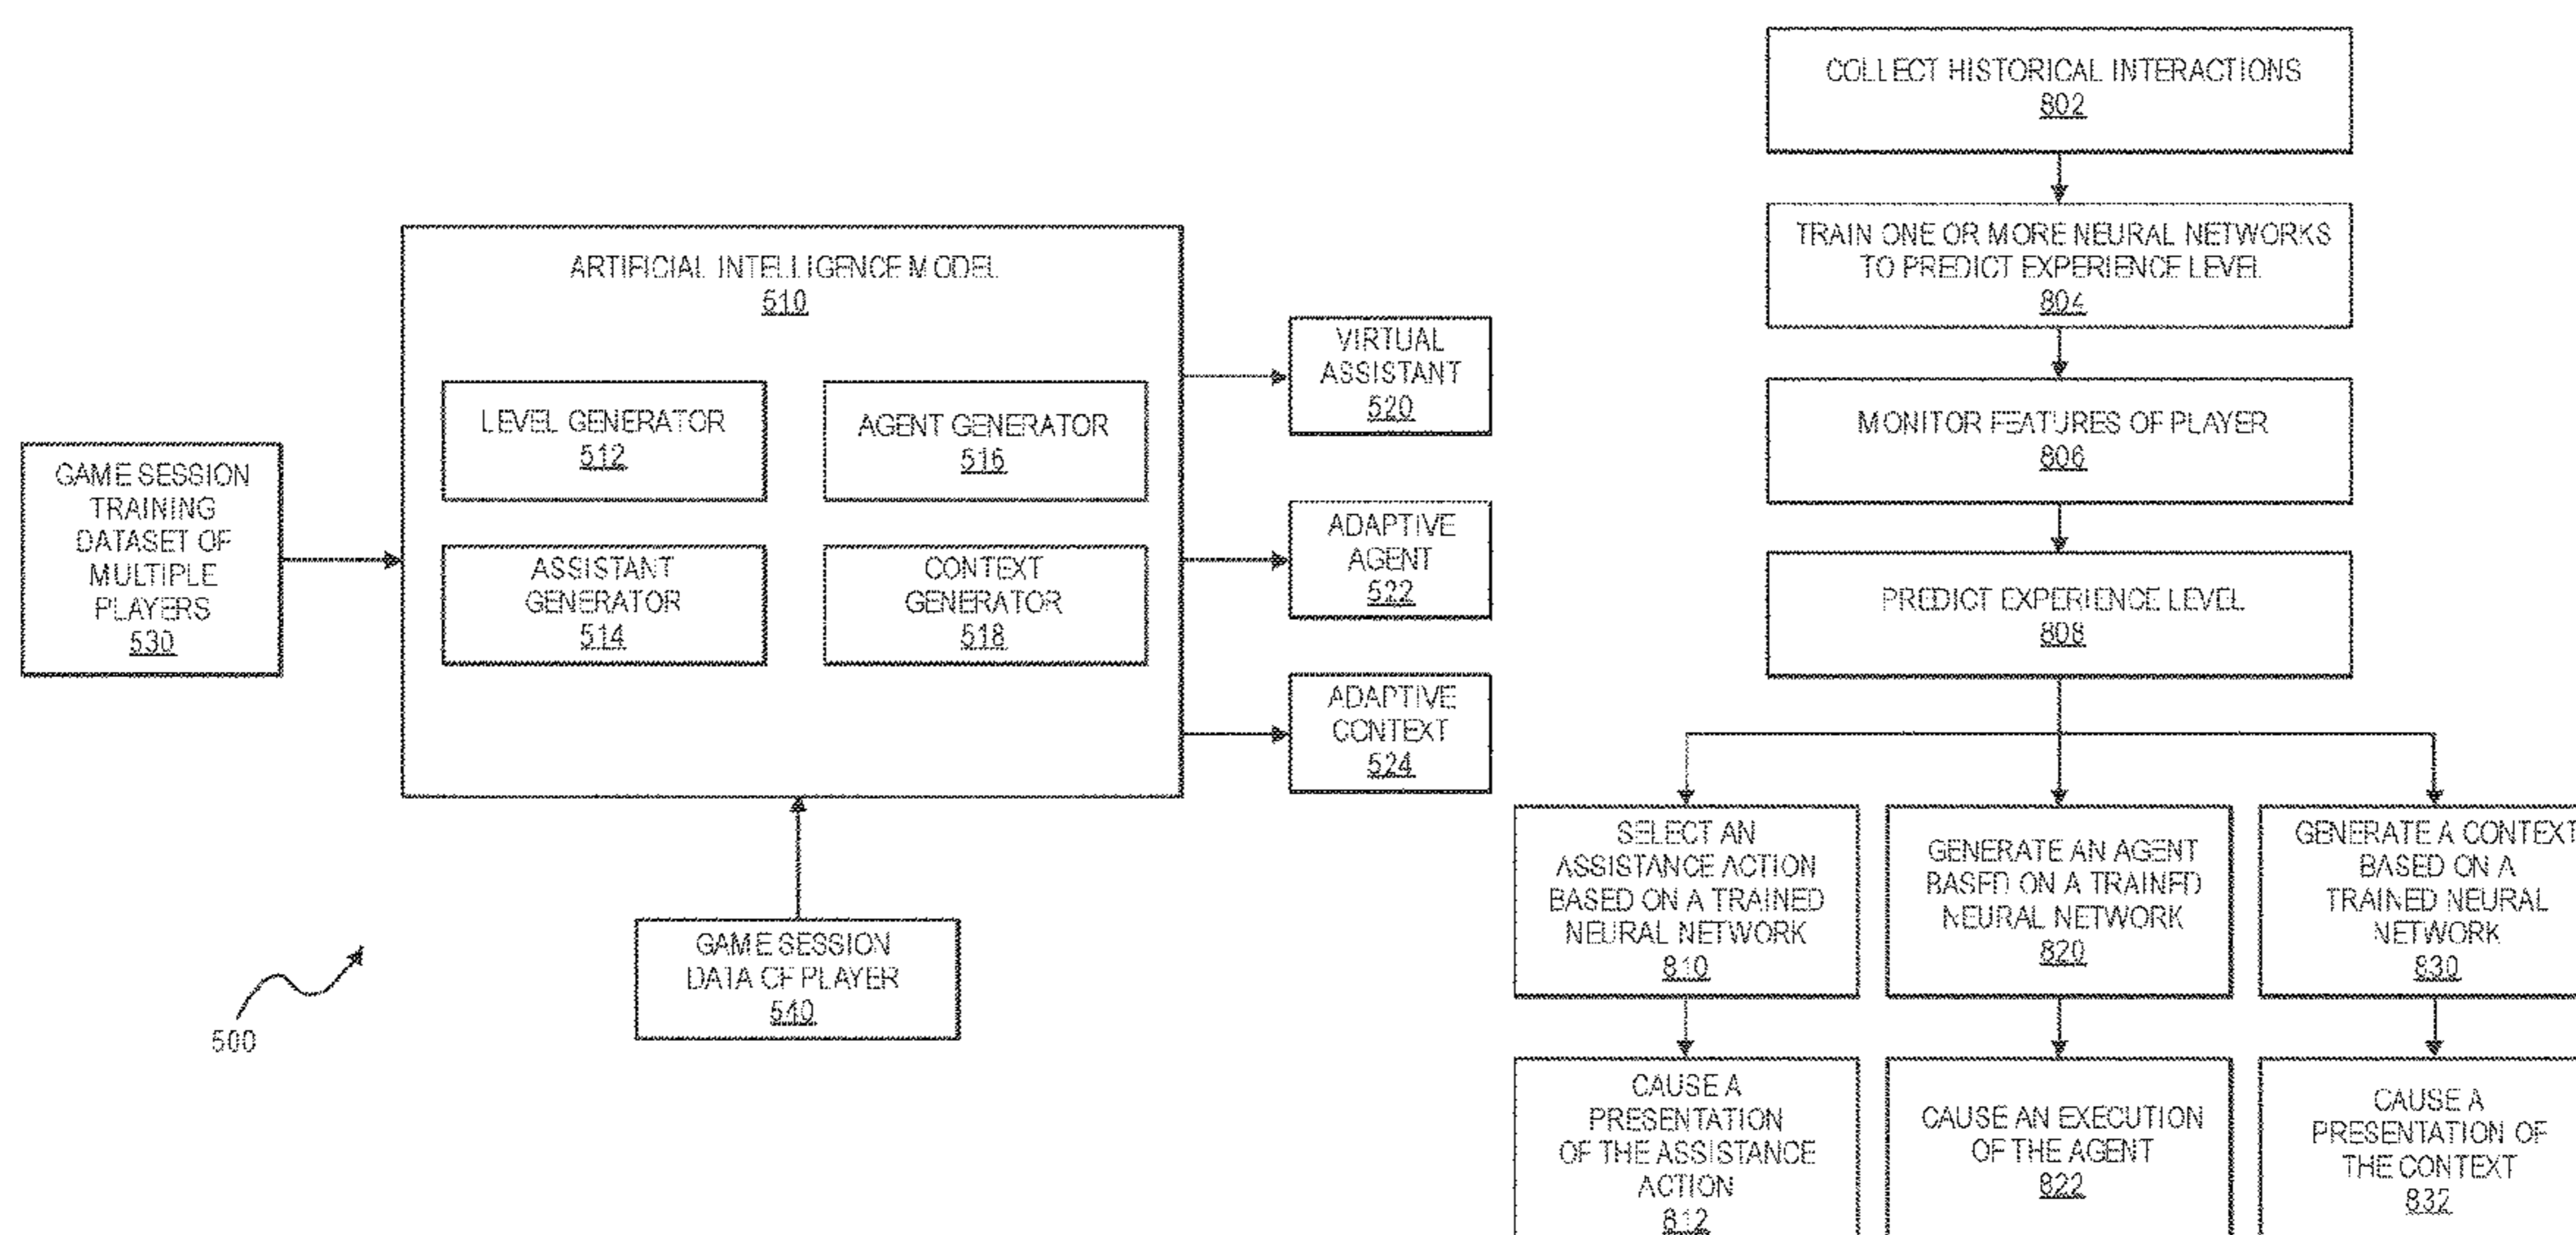 GAME SESSION
TRAINING
DATASET OF
MULTIPLE
PLAYERS
530
ARTIFICIAL INTELLIGENCE MODEL
510
LEVEL GENERATOR
512
AGENT GENERATOR
516
ASSISTANT
GENERATOR
514
CONTEXT
GENERATOR
518
VIRTUAL
ASSISTANT
520
ADAPTIVE
AGENT
522
ADAPTIVE
CONTEXT
524
GAME SESSION
DATA OF PLAYER
540
500
COLLECT HISTORICAL INTERACTIONS
802
TRAIN ONE OR MORE NEURAL NETWORKS
TO PREDICT EXPERIENCE LEVEL
804
MONITOR FEATURES OF PLAYER
806
PREDICT EXPERIENCE LEVEL
808
SELECT AN
ASSISTANCE ACTION
BASED ON A TRAINED
NEURAL NETWORK
810
GENERATE AN AGENT
BASED ON A TRAINED
NEURAL NETWORK
820
GENERATE A CONTEXT
BASED ON A
TRAINED NEURAL
NETWORK
830
CAUSE A
PRESENTATION
OF THE ASSISTANCE
ACTION
812
CAUSE AN EXECUTION
OF THE AGENT
822
CAUSE A
PRESENTATION OF
THE CONTEXT
832